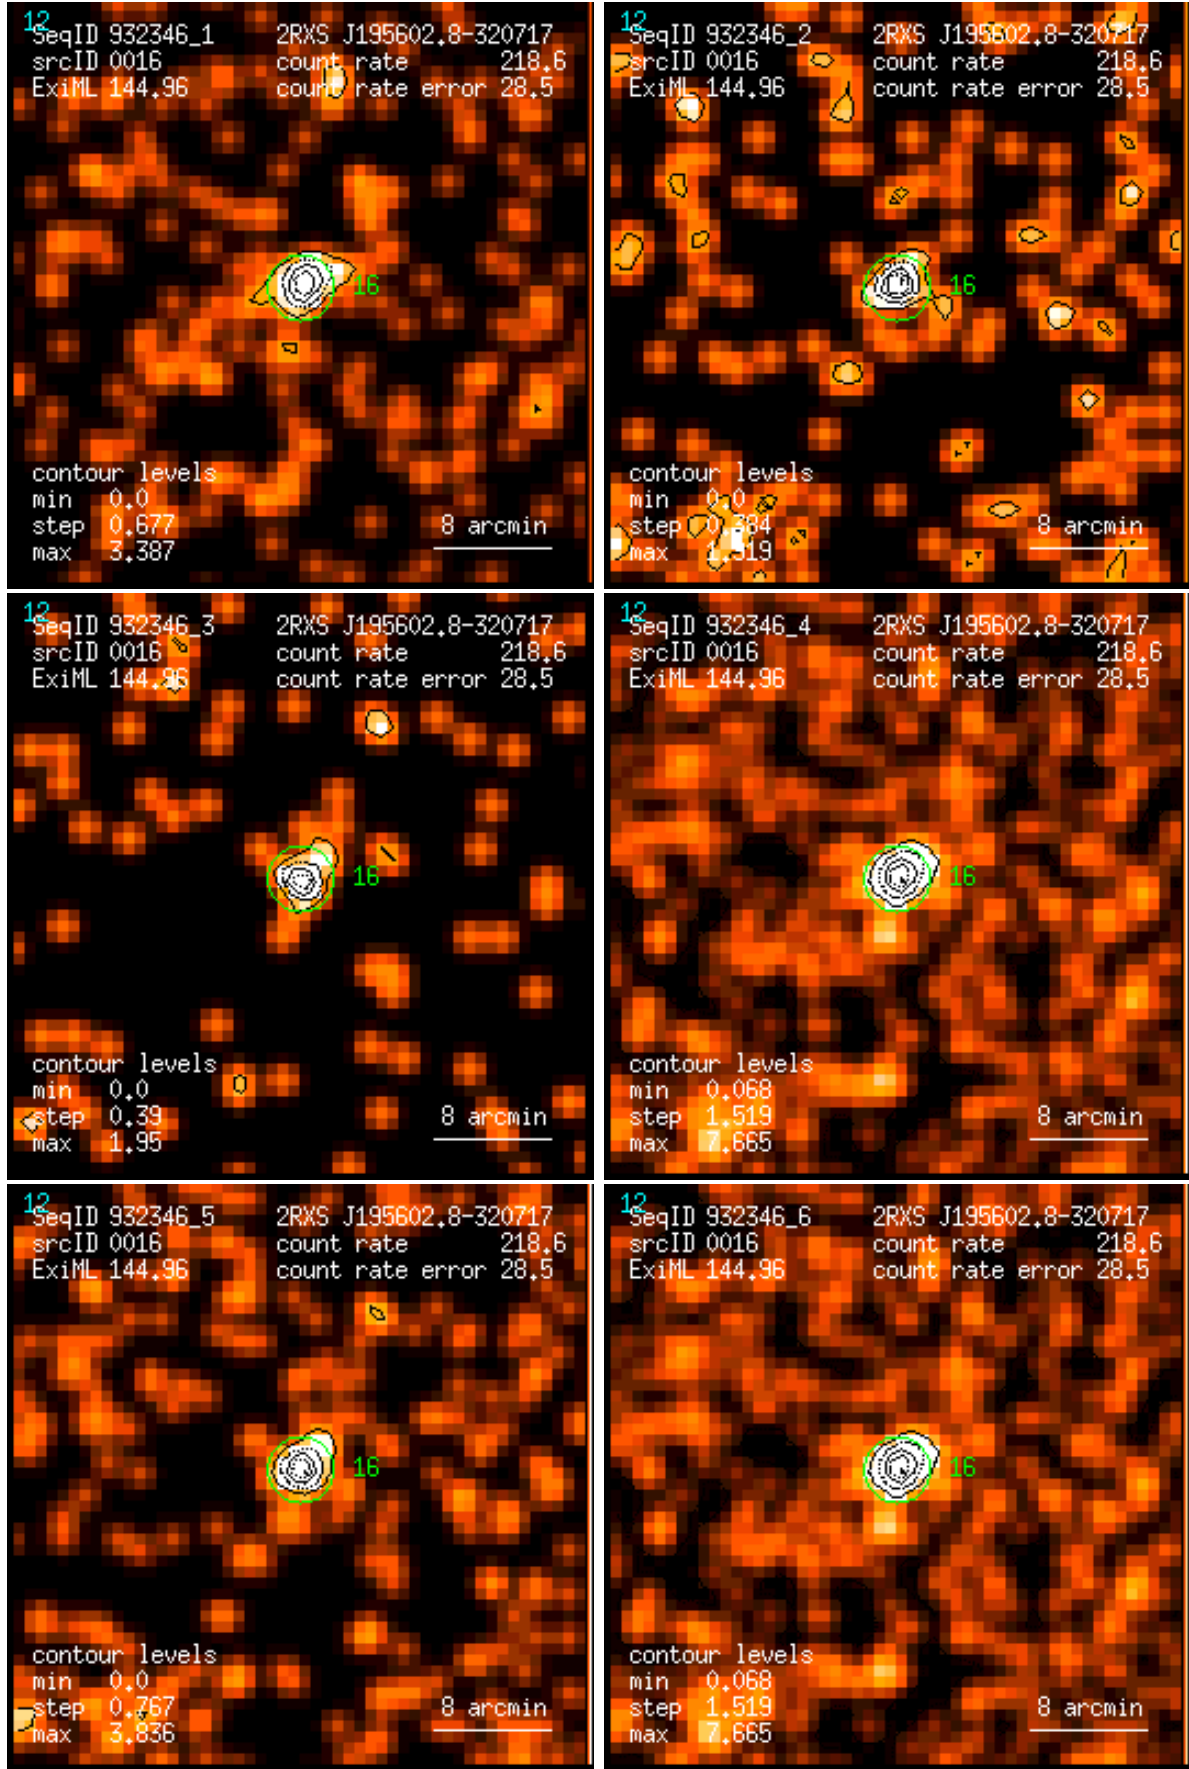 12
SeqID 932346_1 2RXS J195602.8-320717
srcID 0016 count rate 218.6
ExiML 144.96 count rate error 28.5
16
contour levels
min 0.0
step 0.677
max 3.387
8 arcmin
12
SeqID 932346_2 2RXS J195602.8-320717
srcID 0016 count rate 218.6
ExiML 144.96 count rate error 28.5
16
contour levels
min 0.0
step 0.384
max 1.919
8 arcmin
12
SeqID 932346_3 2RXS J195602.8-320717
srcID 0016 count rate 218.6
ExiML 144.96 count rate error 28.5
16
contour levels
min 0.0
step 0.39
max 1.95
8 arcmin
12
SeqID 932346_4 2RXS J195602.8-320717
srcID 0016 count rate 218.6
ExiML 144.96 count rate error 28.5
16
contour levels
min 0.068
step 1.519
max 7.665
8 arcmin
12
SeqID 932346_5 2RXS J195602.8-320717
srcID 0016 count rate 218.6
ExiML 144.96 count rate error 28.5
16
contour levels
min 0.0
step 0.767
max 3.836
8 arcmin
12
SeqID 932346_6 2RXS J195602.8-320717
srcID 0016 count rate 218.6
ExiML 144.96 count rate error 28.5
16
contour levels
min 0.068
step 1.519
max 7.665
8 arcmin